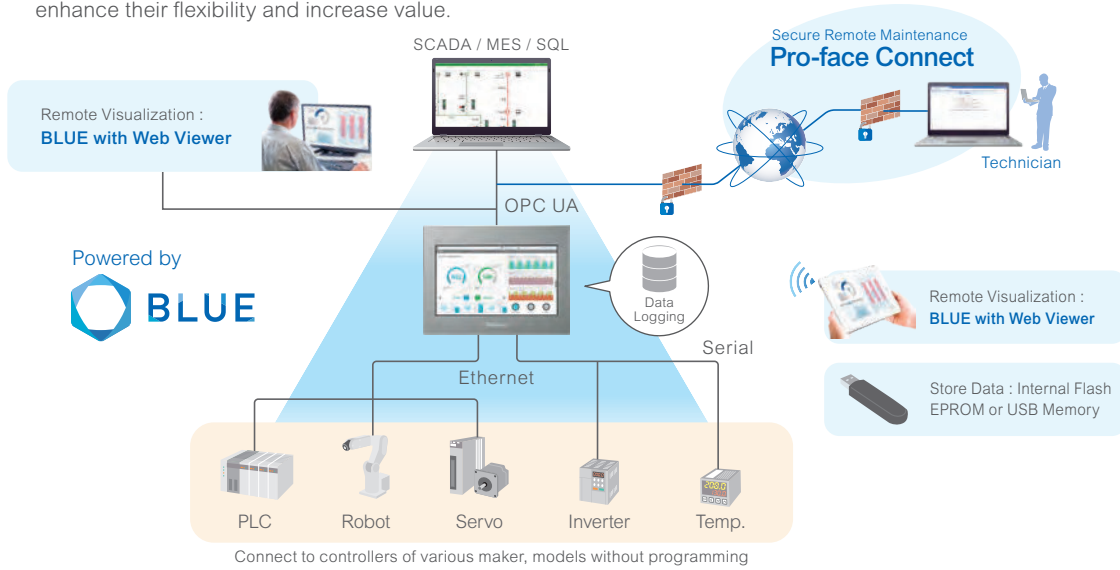 enhance their flexibility and increase value.
SCADA / MES / SQL
Secure Remote Maintenance
Pro-face Connect
Remote Visualization :
BLUE with Web Viewer
Technician
OPC UA
Powered by
BLUE
Data
Logging
Remote Visualization :
BLUE with Web Viewer
Serial
Ethernet
Store Data : Internal Flash
EPROM or USB Memory
PLC
Robot
Servo
Inverter
Temp.
Connect to controllers of various maker, models without programming